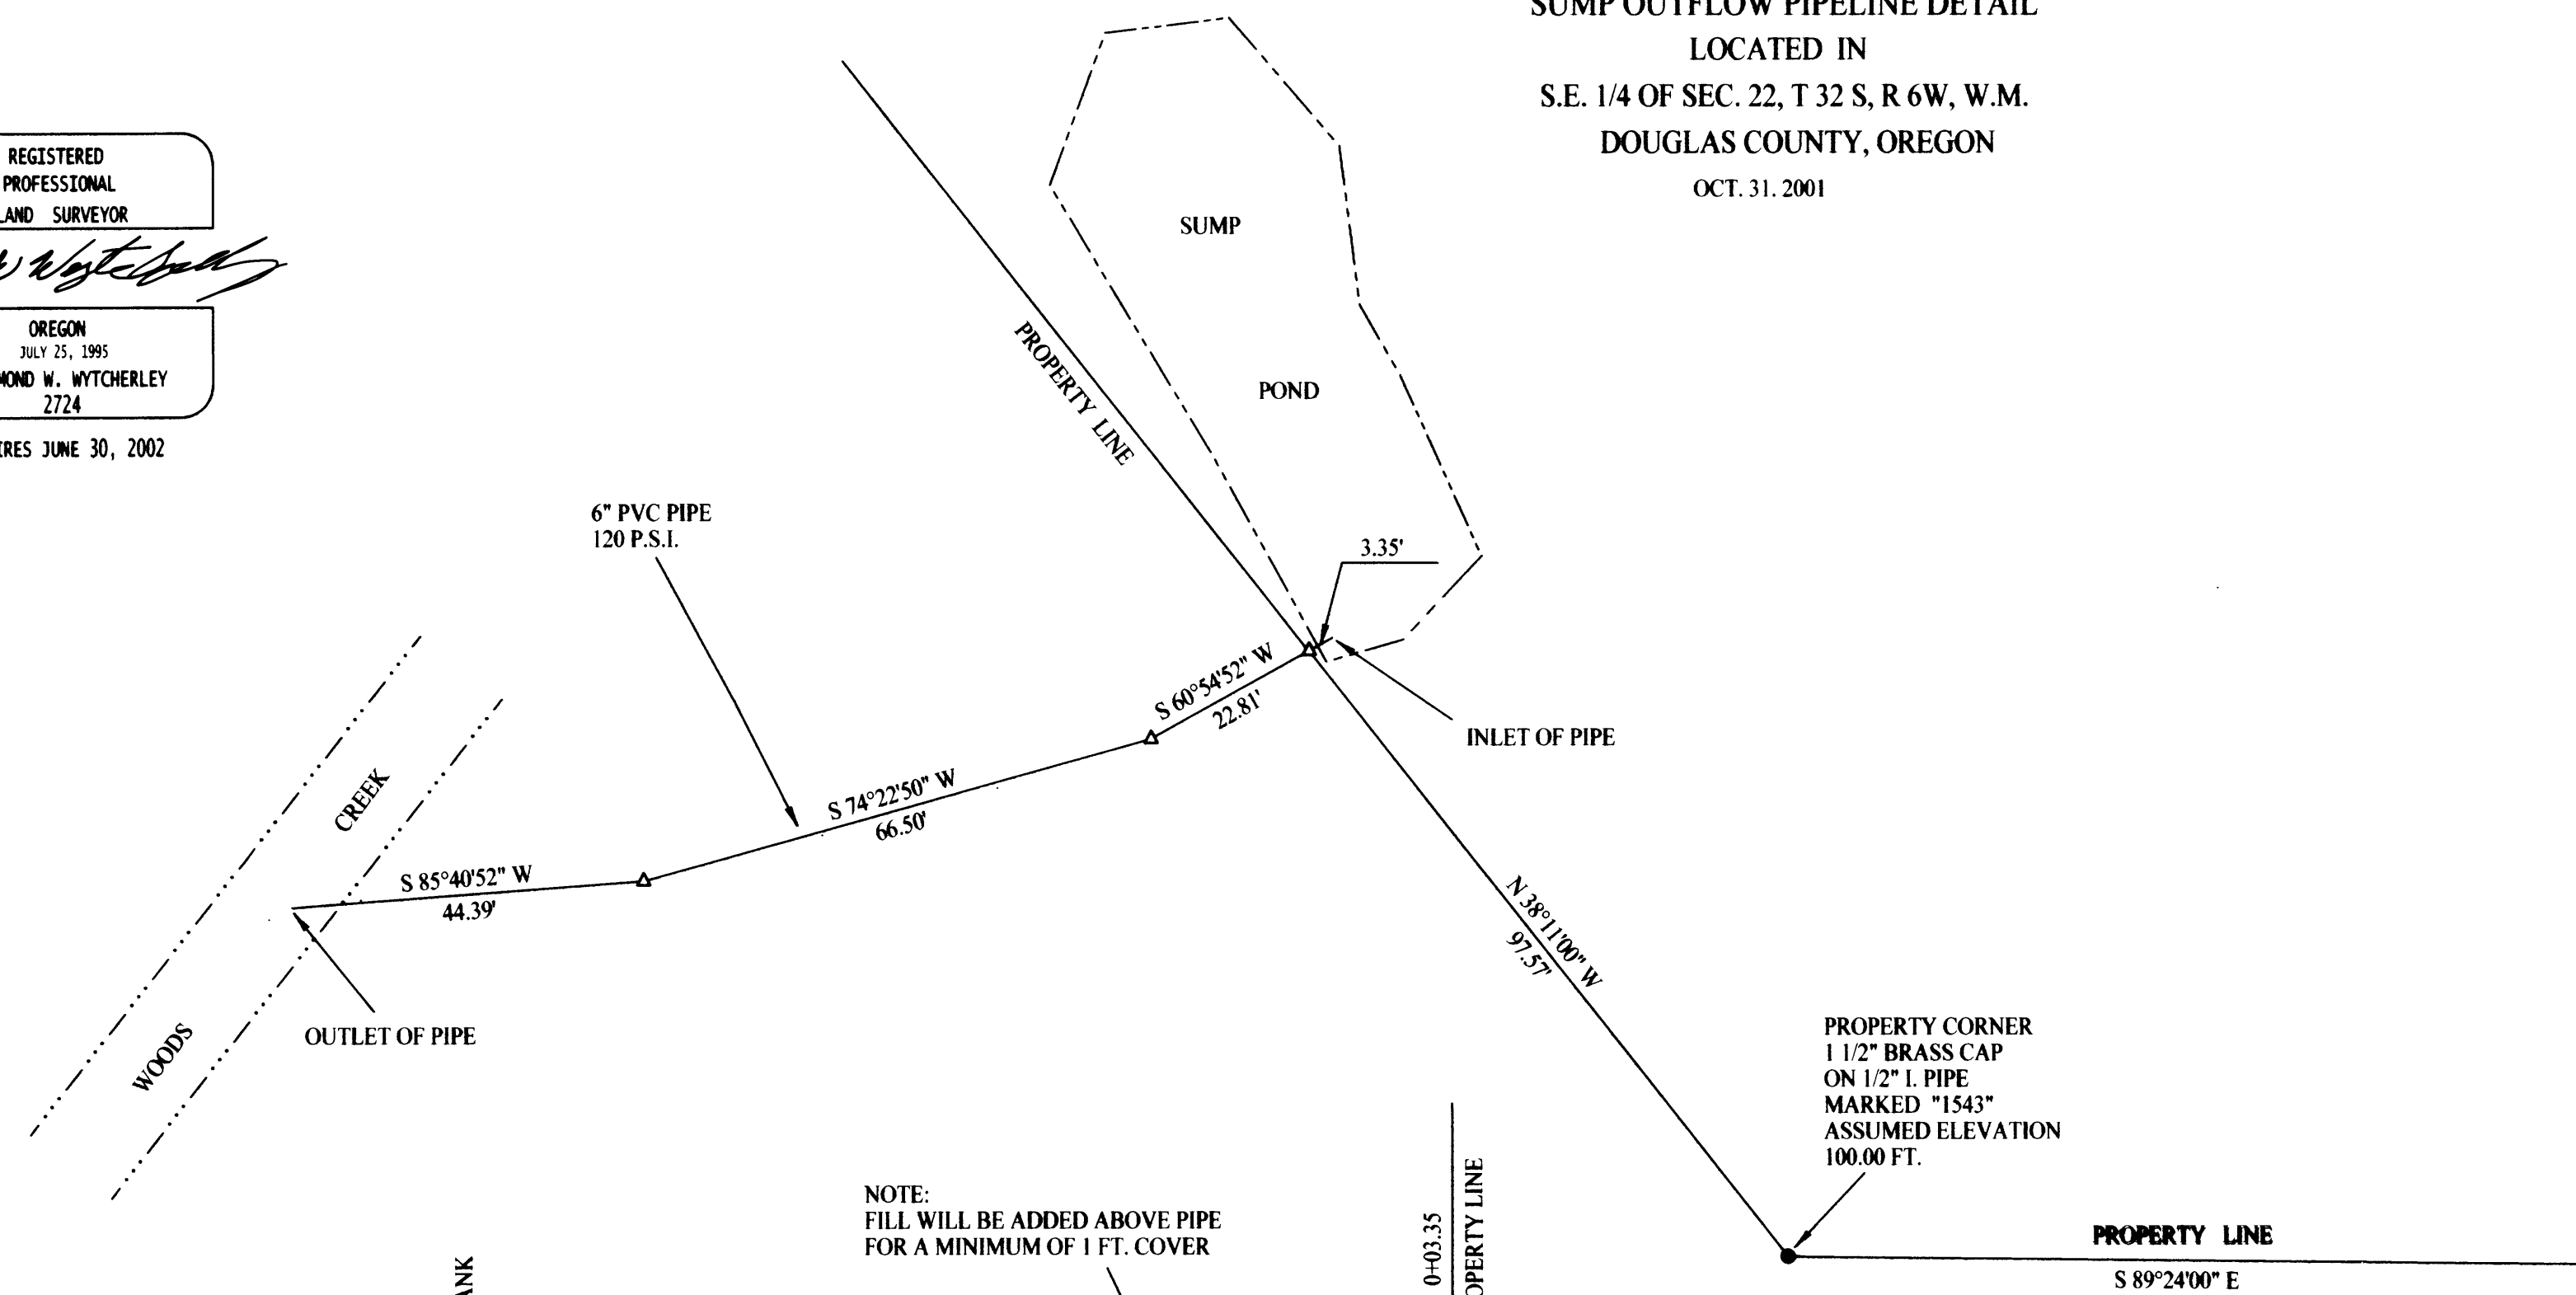 SUMP OUTFLOW PIPELINE DETAIL
LOCATED IN
S.E. 1/4 OF SEC. 22, T 32 S, R 6W, W.M.
DOUGLAS COUNTY, OREGON
OCT. 31. 2001
REGISTERED
PROFESSIONAL
LAND SURVEYOR
OREGON
JULY 25, 1995
MOND W. WYTCHERLEY
2724
IRES JUNE 30, 2002
SUMP
POND
PROPERTY LINE
6" PVC PIPE
120 P.S.I.
3.35'
S 60°54'52" W
22.81'
INLET OF PIPE
S 74°22'50" W
66.50'
CREEK
S 85°40'52" W
44.39'
N 38°11'00" W
97.57'
OUTLET OF PIPE
WOODS
PROPERTY CORNER
1 1/2" BRASS CAP
ON 1/2" I. PIPE
MARKED "1543"
ASSUMED ELEVATION
100.00 FT.
NOTE:
FILL WILL BE ADDED ABOVE PIPE
FOR A MINIMUM OF 1 FT. COVER
0+03.35
OPERTY LINE
ANK
PROPERTY LINE
S 89°24'00" E